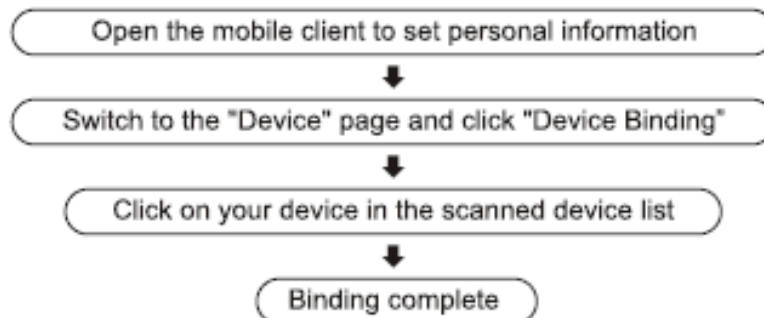 Open the mobile client to set personal information
Switch to the "Device" page and click "Device Binding"
Click on your device in the scanned device list
Binding complete